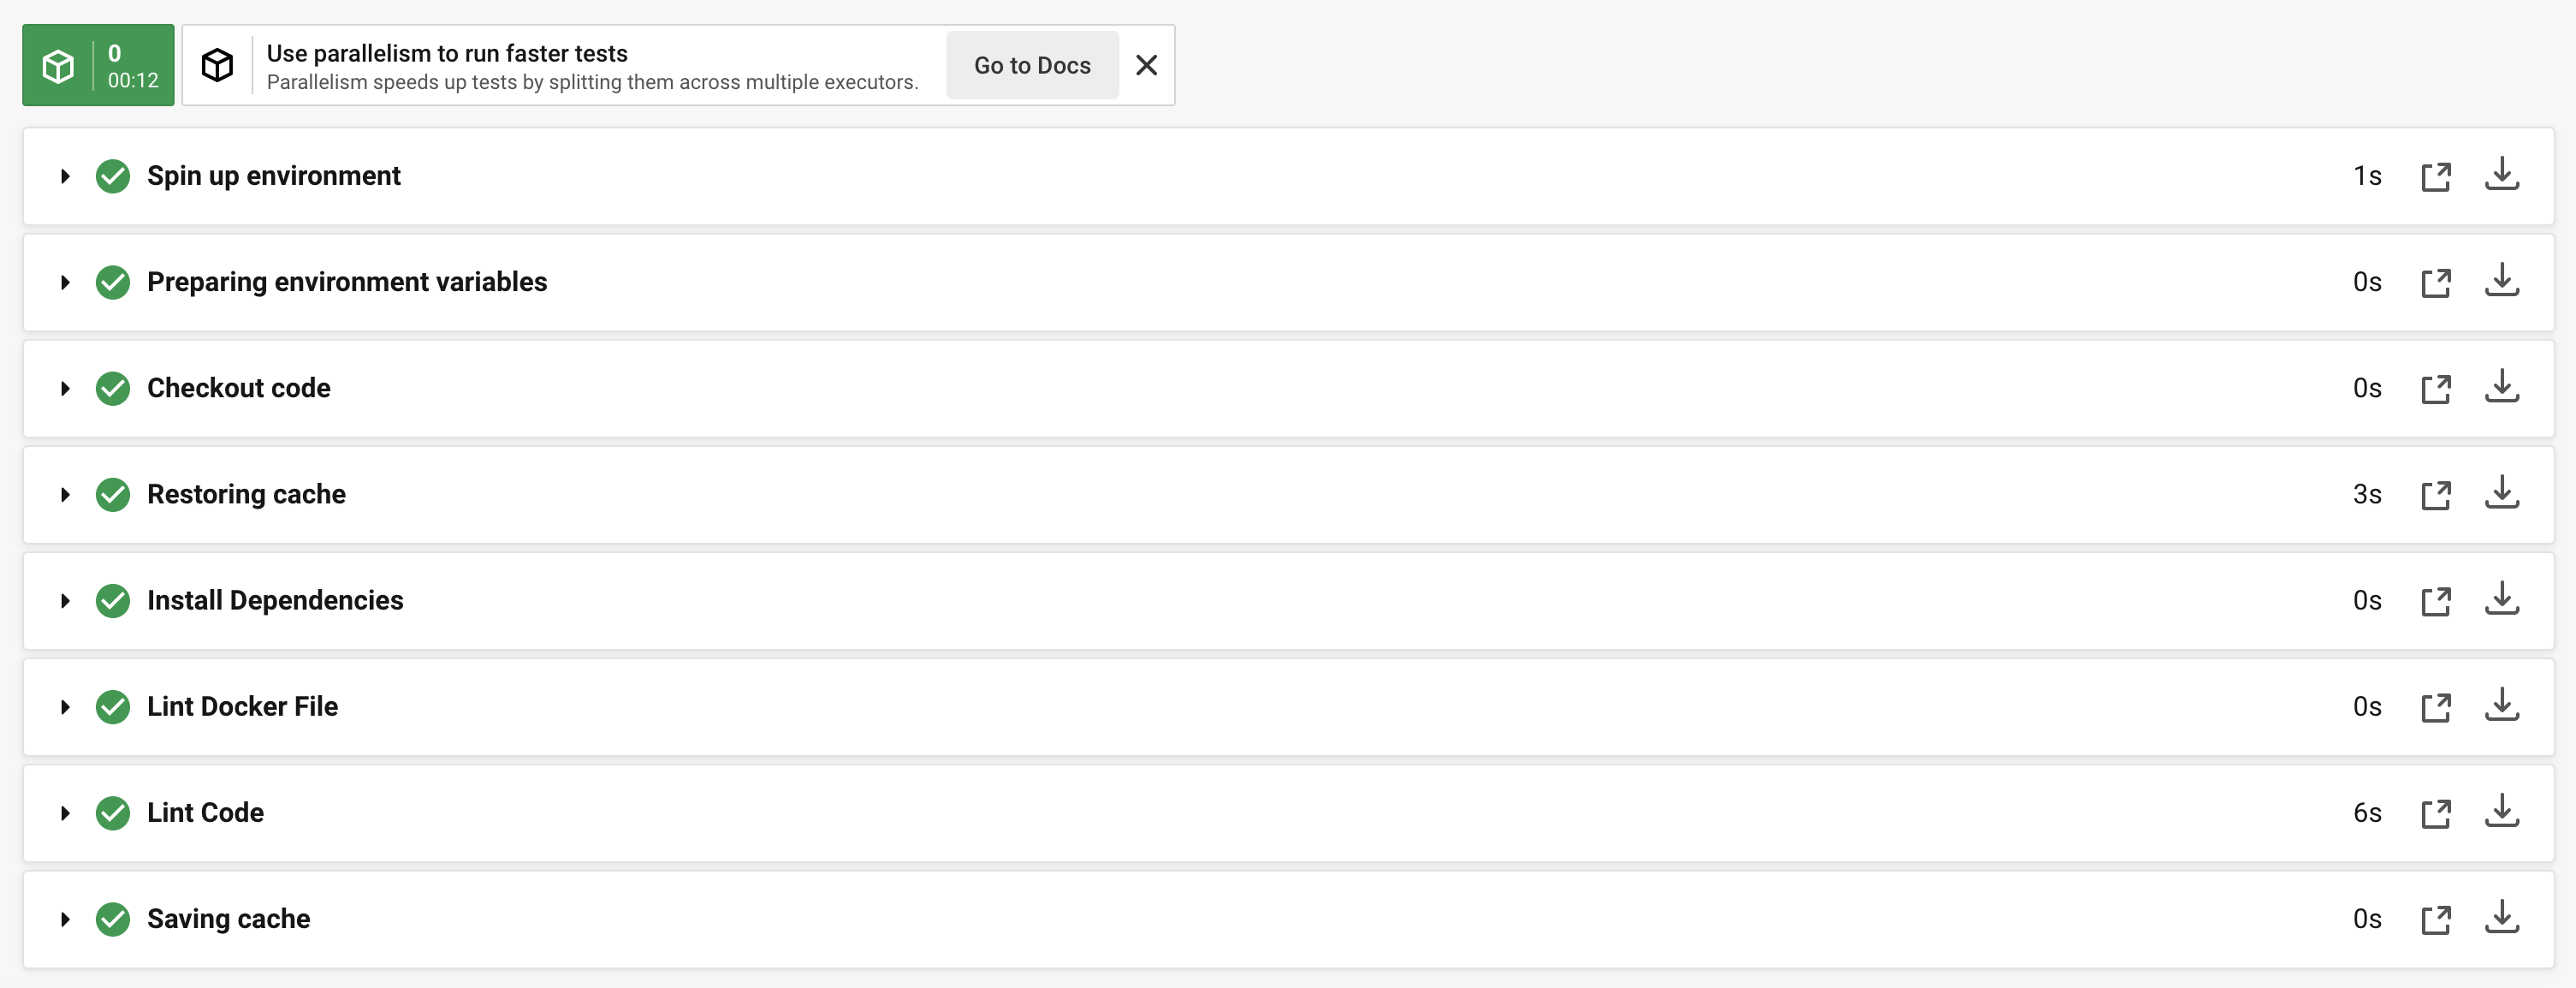 0
00:12
Use parallelism to run faster tests
Parallelism speeds up tests by splitting them across multiple executors.
Go to Docs
Spin up environment 1s
Preparing environment variables 0s
Checkout code 0s
Restoring cache 3s
Install Dependencies 0s
Lint Docker File 0s
Lint Code 6s
Saving cache 0s